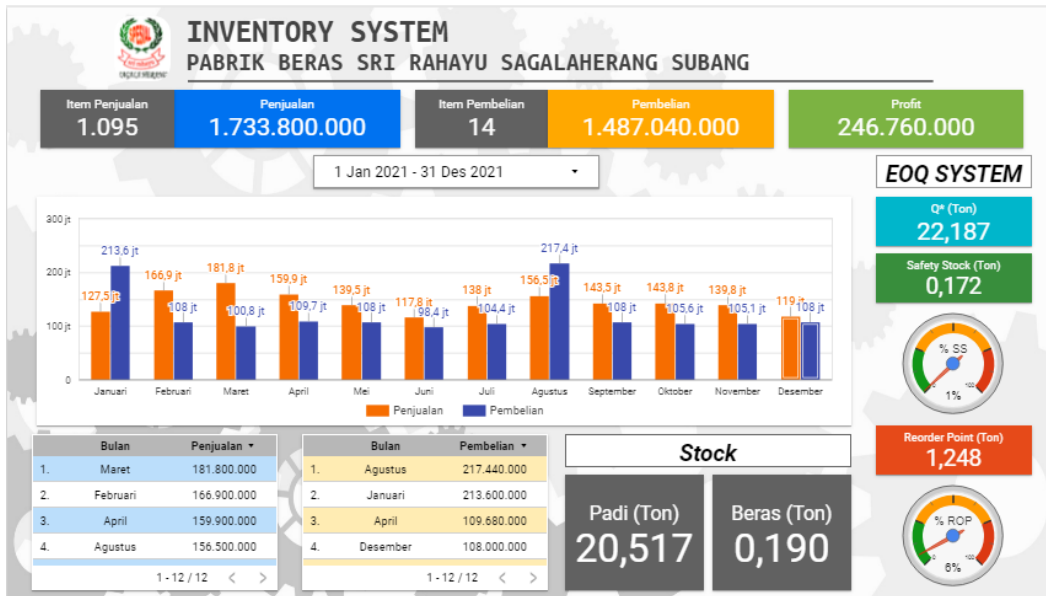 INVENTORY SYSTEM
PABRIK BERAS SRI RAHAYU SAGALAHERANG SUBANG
Item Penjualan
1.095
Penjualan
1.733.800.000
Item Pembelian
14
Pembelian
1.487.040.000
Profit
246.760.000
1 Jan 2021 - 31 Des 2021
EOQ SYSTEM
Q* (Ton)
22,187
Safety Stock (Ton)
0,172
% SS
0
100
1%
Reorder Point (Ton)
1,248
% ROP
0
100
6%
300 jt
200 jt
100 jt
0
127,5 jt
213,6 jt
166,9 jt
108 jt
181,8 jt
100,8 jt
159,9 jt
109,7 jt
139,5 jt
108 jt
117,8 jt
98,4 jt
138 jt
104,4 jt
156,5 jt
217,4 jt
143,5 jt
108 jt
143,8 jt
105,6 jt
139,8 jt
105,1 jt
119 jt
108 jt
Januari Februari Maret April Mei Juni Juli Agustus September Oktober November Desember
Penjualan Pembelian
Bulan Penjualan
1. Maret 181.800.000
2. Februari 166.900.000
3. April 159.900.000
4. Agustus 156.500.000
1 - 12 / 12 < >
Bulan Pembelian
1. Agustus 217.440.000
2. Januari 213.600.000
3. April 109.680.000
4. Desember 108.000.000
1 - 12 / 12 < >
Stock
Padi (Ton)
20,517
Beras (Ton)
0,190